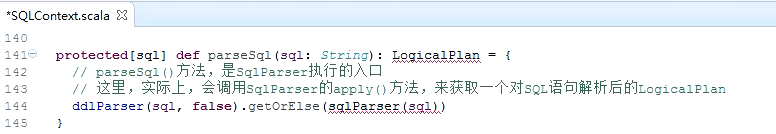 *SQLContext.scala
140
141 protected[sql] def parseSql(sql: String): LogicalPlan = {
142 // parseSql()方法，是SqlParser执行的入口
143 // 这里，实际上，会调用SqlParser的apply()方法，来获取一个对SQL语句解析后的LogicalPlan
144 ddlParser(sql, false).getOrElse(sqlParser(sql))
145 }